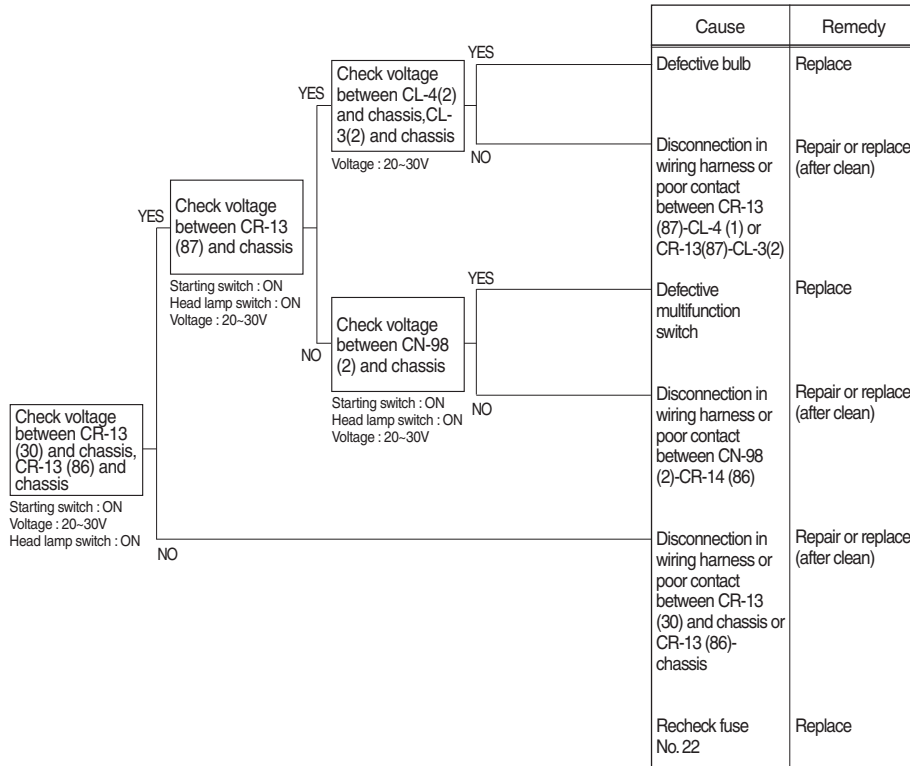 Cause
Remedy
YES
Defective bulb
Replace
Check voltage
between CL-4(2)
and chassis,CL-
3(2) and chassis
Voltage : 20~30V
YES
NO
Disconnection in
wiring harness or
poor contact
between CR-13
(87)-CL-4 (1) or
CR-13(87)-CL-3(2)
Repair or replace
(after clean)
YES
Check voltage
between CR-13
(87) and chassis
Starting switch : ON
Head lamp switch : ON
Voltage : 20~30V
YES
Defective
multifunction
switch
Replace
NO
Check voltage
between CN-98
(2) and chassis
Starting switch : ON
Head lamp switch : ON
Voltage : 20~30V
NO
Disconnection in
wiring harness or
poor contact
between CN-98
(2)-CR-14 (86)
Repair or replace
(after clean)
Check voltage
between CR-13
(30) and chassis,
CR-13 (86) and
chassis
Starting switch : ON
Voltage : 20~30V
Head lamp switch : ON
NO
Disconnection in
wiring harness or
poor contact
between CR-13
(30) and chassis or
CR-13 (86)-
chassis
Repair or replace
(after clean)
Recheck fuse
No. 22
Replace